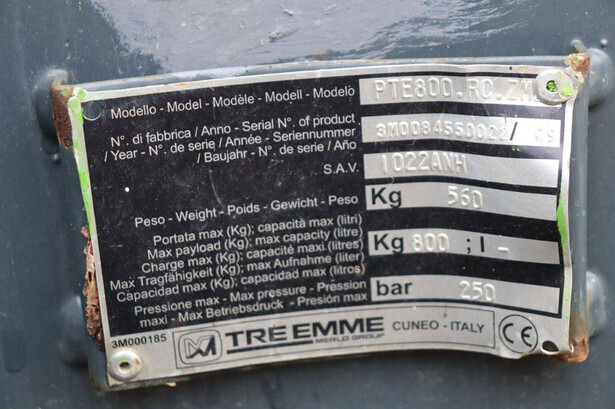 Modello - Model - Modèle - Modell - Modelo PTE800.RC.ZM
N°. di fabbrica / Anno - Serial N°. of product
/ Year - N°. de serie / Année - Seriennummer 3M0084550022/ 09
/ Baujahr - N°. de serie / Año
S.A.V. 1022ANH
Peso - Weight - Poids - Gewicht - Peso Kg 560
Portata max (Kg); capacità max (litri)
Max payload (Kg); max capacity (litre)
Charge max (Kg); capacité maxi (litres) Kg 800 ; l -
Max Tragfähigkeit (Kg); max Aufnahme (liter)
Capacidad max (Kg); capacidad max (litros)
Pressione max - Max pressure - Pression bar 250
maxi - Max Betriebsdruck - Presión max
3M000185 TRE EMME CUNEO - ITALY CE
MERLO GROUP